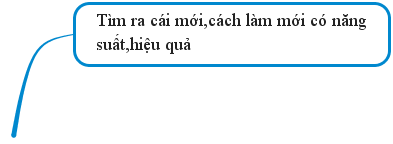 Tìm ra cái mới,cách làm mới có năng
suất,hiệu quả